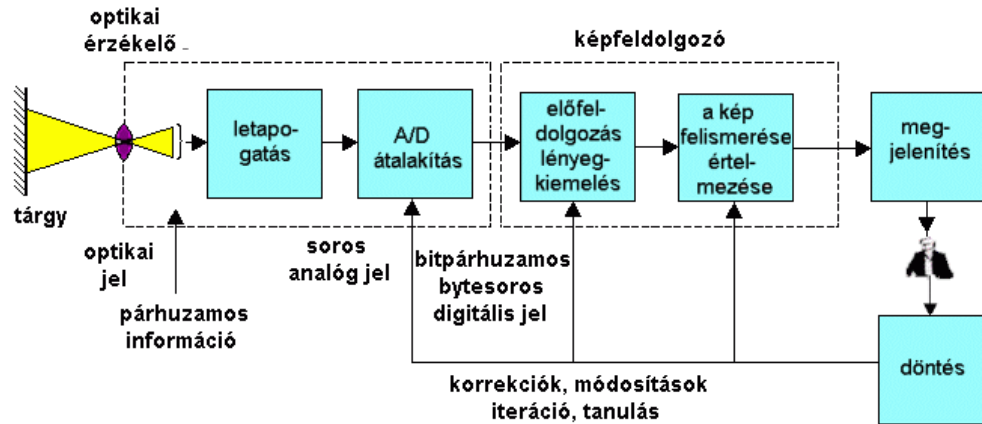 optikai
érzékelő
képfeldolgozó
tárgy
letapo-
gatás
A/D
átalakítás
előfel-
dolgozás
lényeg-
kiemelés
a kép
felismerése
értel-
mezése
meg-
jelenítés
optikai
jel
párhuzamos
információ
soros
analóg jel
bitpárhuzamos
bytesoros
digitális jel
döntés
korrekciók, módosítások
iteráció, tanulás